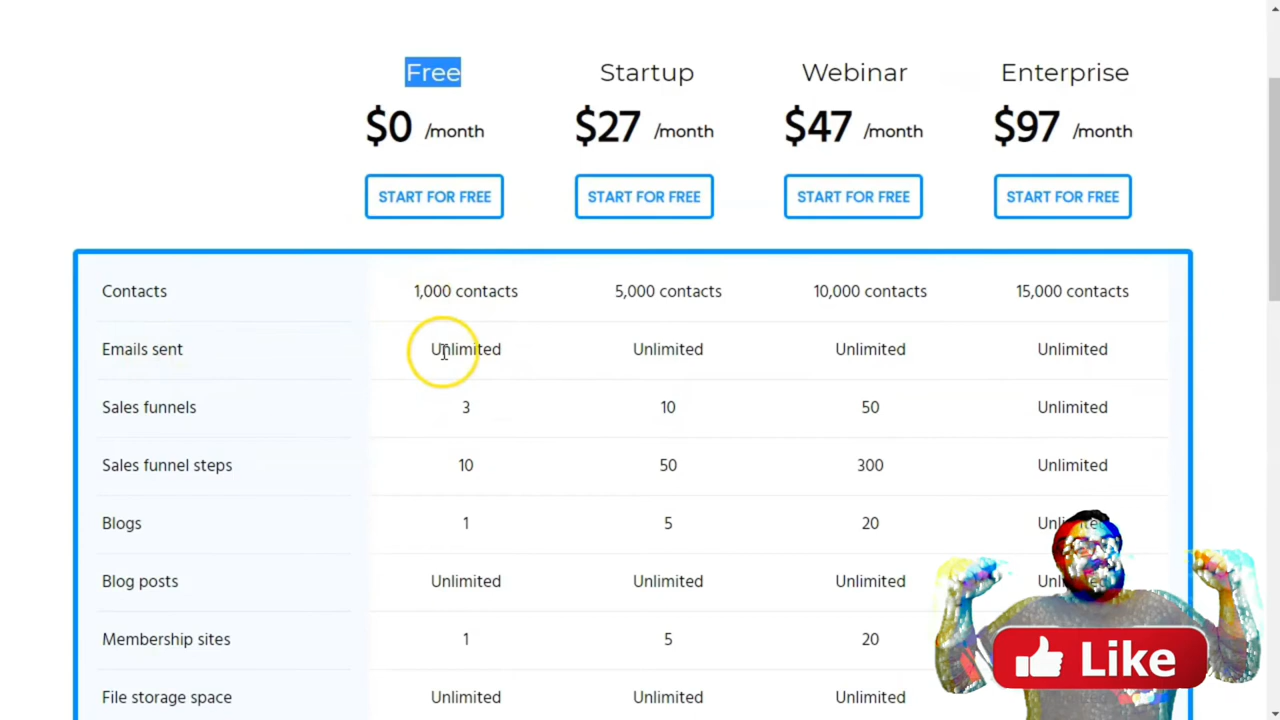 Free Startup Webinar Enterprise
$0 /month $27 /month $47 /month $97 /month
START FOR FREE START FOR FREE START FOR FREE START FOR FREE
Contacts 1,000 contacts 5,000 contacts 10,000 contacts 15,000 contacts
Emails sent Unlimited Unlimited Unlimited Unlimited
Sales funnels 3 10 50 Unlimited
Sales funnel steps 10 50 300 Unlimited
Blogs 1 5 20
Blog posts Unlimited Unlimited Unlimited
Membership sites 1 5 20
Like
File storage space Unlimited Unlimited Unlimited